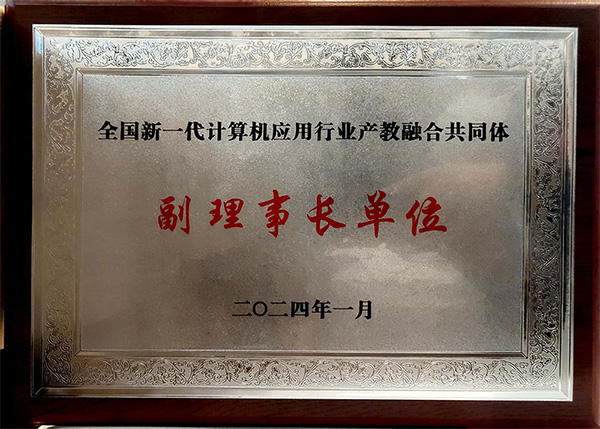 全国新一代计算机应用行业产教融合共同体
副理事长单位
二〇二四年一月